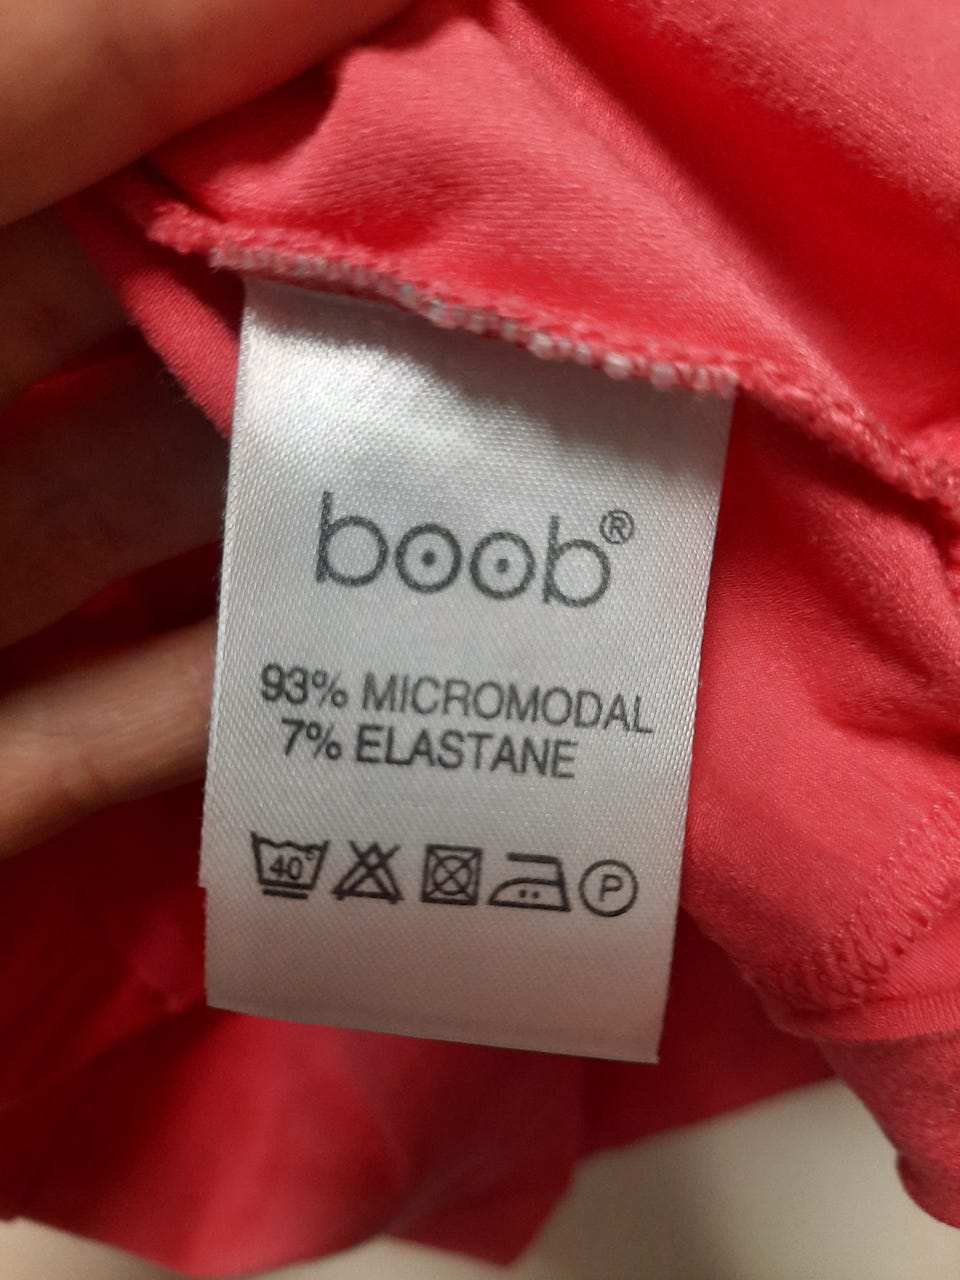 boob®
93% MICROMODAL
7% ELASTANE
40° P